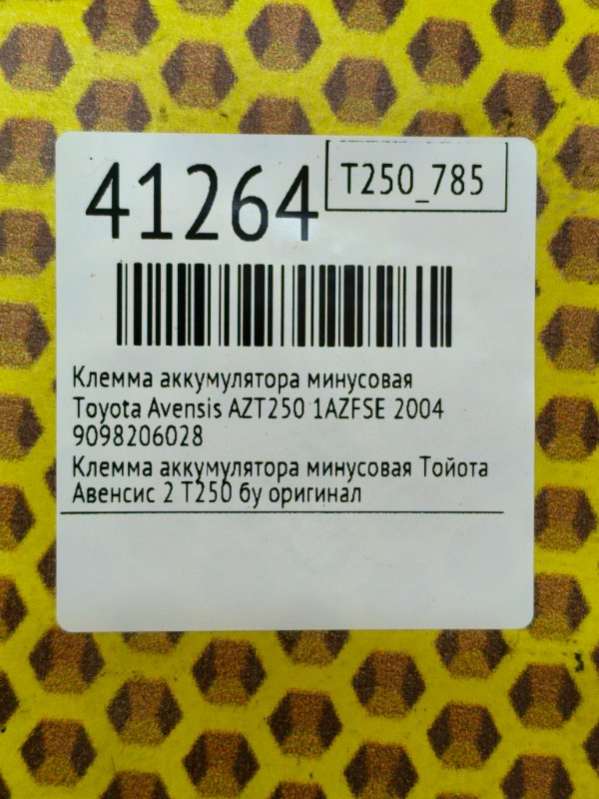 41264
T250_785
Клемма аккумулятора минусовая
Toyota Avensis AZT250 1AZFSE 2004
9098206028
Клемма аккумулятора минусовая Тойота
Авенсис 2 Т250 бу оригинал